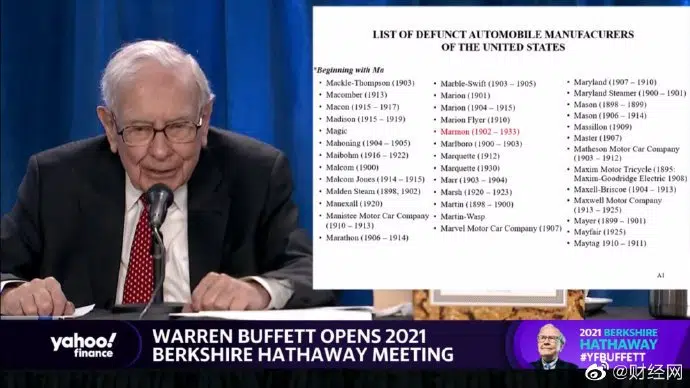 LIST OF DEFUNCT AUTOMOBILE MANUFACURERS
OF THE UNITED STATES
*Beginning with Ma
• Mackle-Thompson (1903)
• Macomber (1913)
• Macon (1915 – 1917)
• Madison (1915 – 1919)
• Magic
• Mahoning (1904 – 1905)
• Maibohm (1916 – 1922)
• Malcom (1900)
• Malcom Jones (1914 – 1915)
• Malden Steam (1898, 1902)
• Manexall (1920)
• Manistee Motor Car Company
(1910 – 1913)
• Marathon (1906 – 1914)
• Marble-Swift (1903 – 1905)
• Marion (1901)
• Marion (1904 – 1915)
• Marion Flyer (1910)
• Marmon (1902 – 1933)
• Marlboro (1900 – 1903)
• Marquette (1912)
• Marquette (1930)
• Marr (1903 – 1904)
• Marsh (1920 – 1923)
• Martin (1898 – 1900)
• Martin-Wasp
• Marvel Motor Car Company (1907)
• Maryland (1907 – 1910)
• Maryland Steamer (1900 – 1901)
• Mason (1898 – 1899)
• Mason (1906 – 1914)
• Massillon (1909)
• Master (1907)
• Matheson Motor Car Company
(1903 – 1912)
• Maxim Motor Tricycle (1895:
Maxim-Goodridge Electric 1908)
• Maxell-Briscoe (1904 – 1913)
• Maxwell Motor Company
(1913 – 1925)
• Mayer (1899 – 1901)
• Mayfair (1925)
• Maytag 1910 – 1911)
A1
yahoo!
finance
WARREN BUFFETT OPENS 2021
BERKSHIRE HATHAWAY MEETING
2021 BERKSHIRE
HATHAWAY
#YFBUFFETT
@财经网